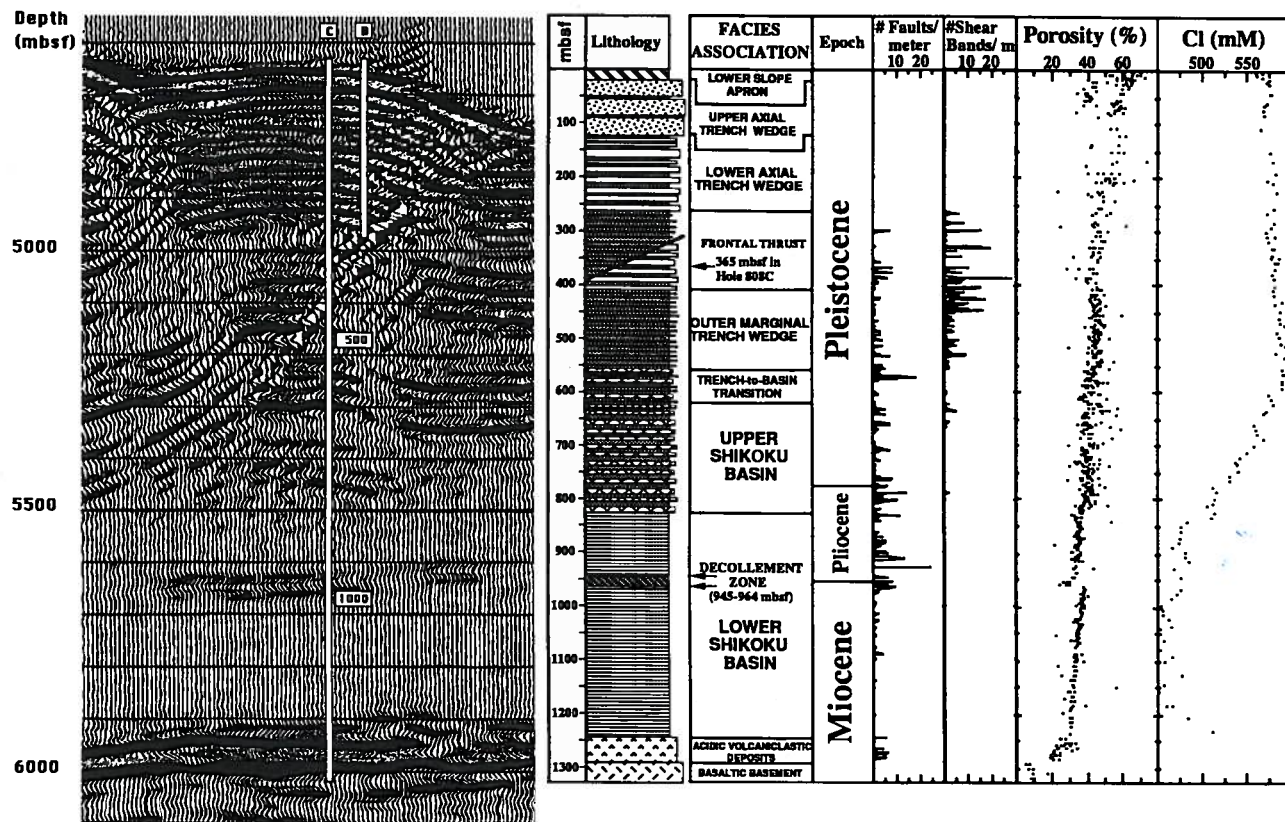 Depth
(mbsf)
5000
5500
6000
C
B
500
1000
mbsf
100
200
300
400
500
600
700
800
900
1000
1100
1200
1300
Lithology
FACIES
ASSOCIATION
LOWER SLOPE
APRON
UPPER AXIAL
TRENCH WEDGE
LOWER AXIAL
TRENCH WEDGE
FRONTAL THRUST
365 mbsf in
Hole 808C
OUTER MARGINAL
TRENCH WEDGE
TRENCH-to-BASIN
TRANSITION
UPPER
SHIKOKU
BASIN
DECOLLEMENT
ZONE
(945-964 mbsf)
LOWER
SHIKOKU
BASIN
ACIDIC VOLCANICLASTIC
DEPOSITS
BASALTIC BASEMENT
Epoch
Pleistocene
Pliocene
Miocene
# Faults/
meter
10 20
#Shear
Bands/ m
10 20
Porosity (%)
20 40 60
Cl (mM)
500 550